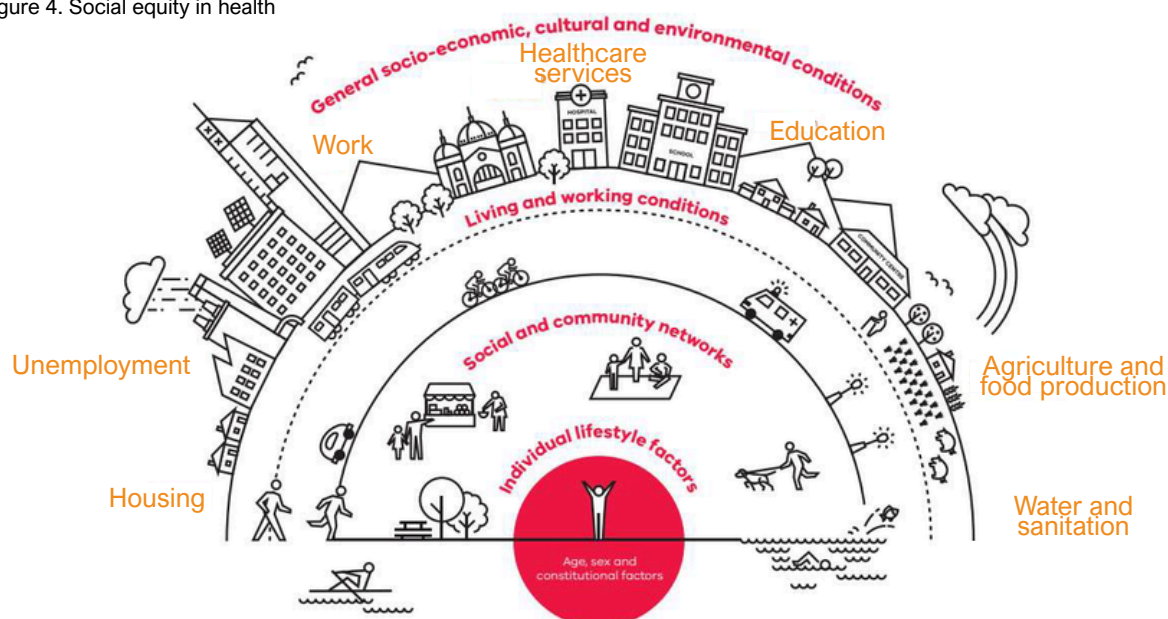 gure 4. Social equity in health
General socio-economic, cultural and environmental conditions
Healthcare
services
Work
Education
HOSPITAL
SCHOOL
Living and working conditions
COMMUNITY CENTRE
Social and community networks
Unemployment
Agriculture and
food production
Individual lifestyle factors
Housing
Water and
sanitation
Age, sex and
constitutional factors